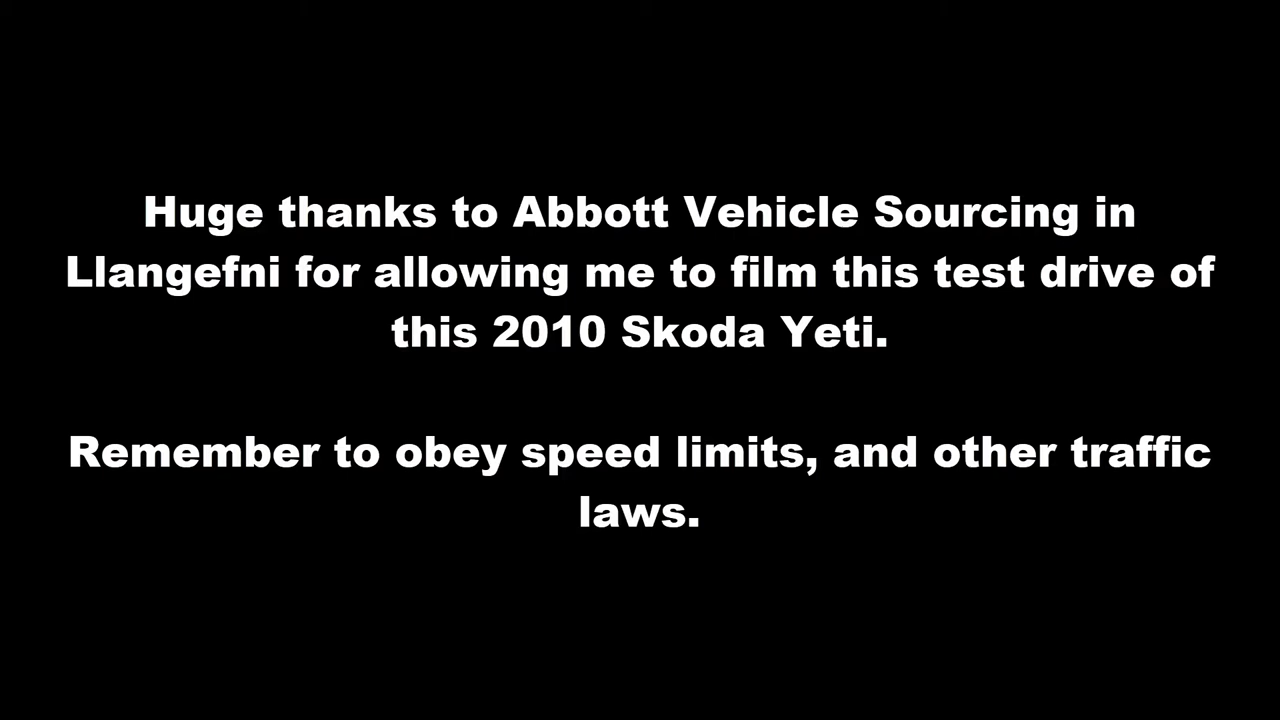 Huge thanks to Abbott Vehicle Sourcing in
Llangefni for allowing me to film this test drive of
this 2010 Skoda Yeti.
Remember to obey speed limits, and other traffic
laws.